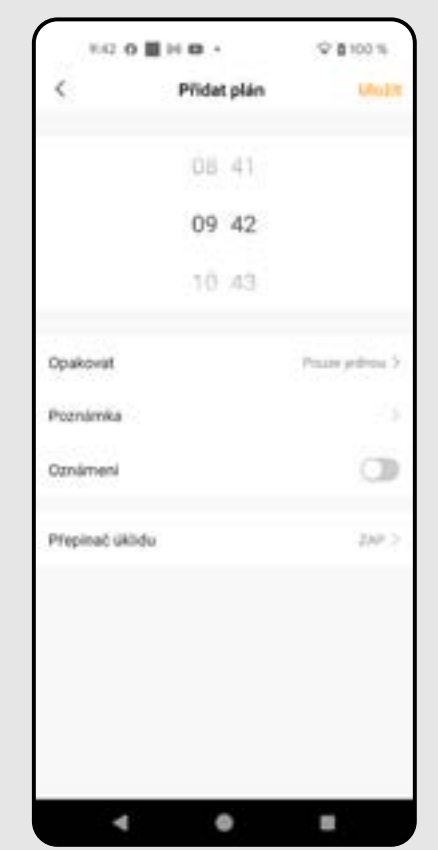 9:42 100 %
Přidat plán Uložit
08 41
09 42
10 43
Opakovat Pouze jednou
Poznámka
Oznámení
Přepínač úklidu ZAP